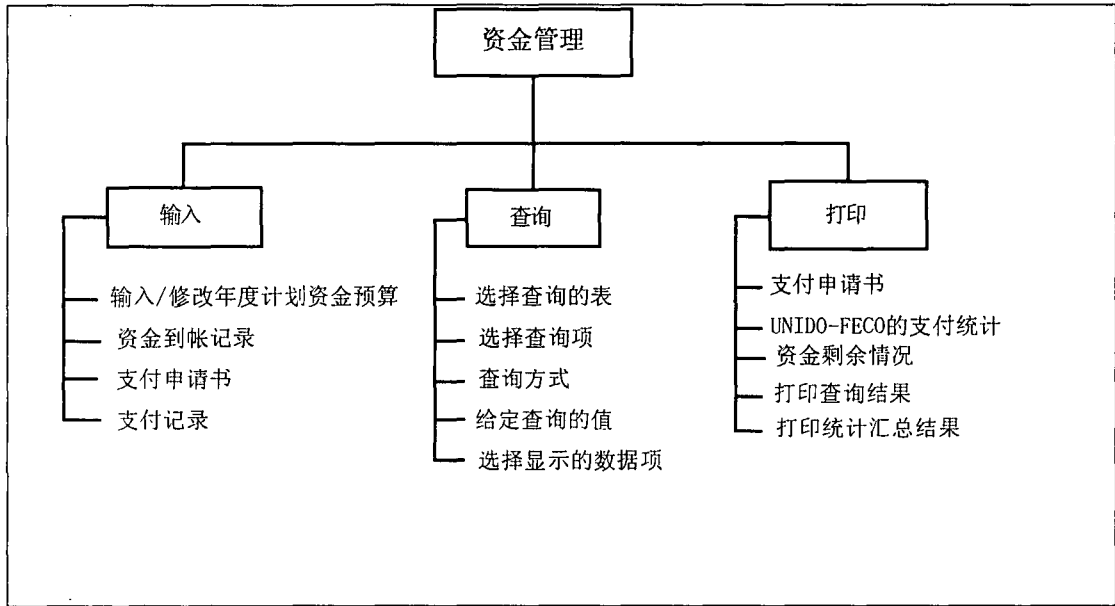 资金管理
输入
输入/修改年度计划资金预算
资金到帐记录
支付申请书
支付记录
查询
选择查询的表
选择查询项
查询方式
给定查询的值
选择显示的数据项
打印
支付申请书
UNIDO-FECO的支付统计
资金剩余情况
打印查询结果
打印统计汇总结果